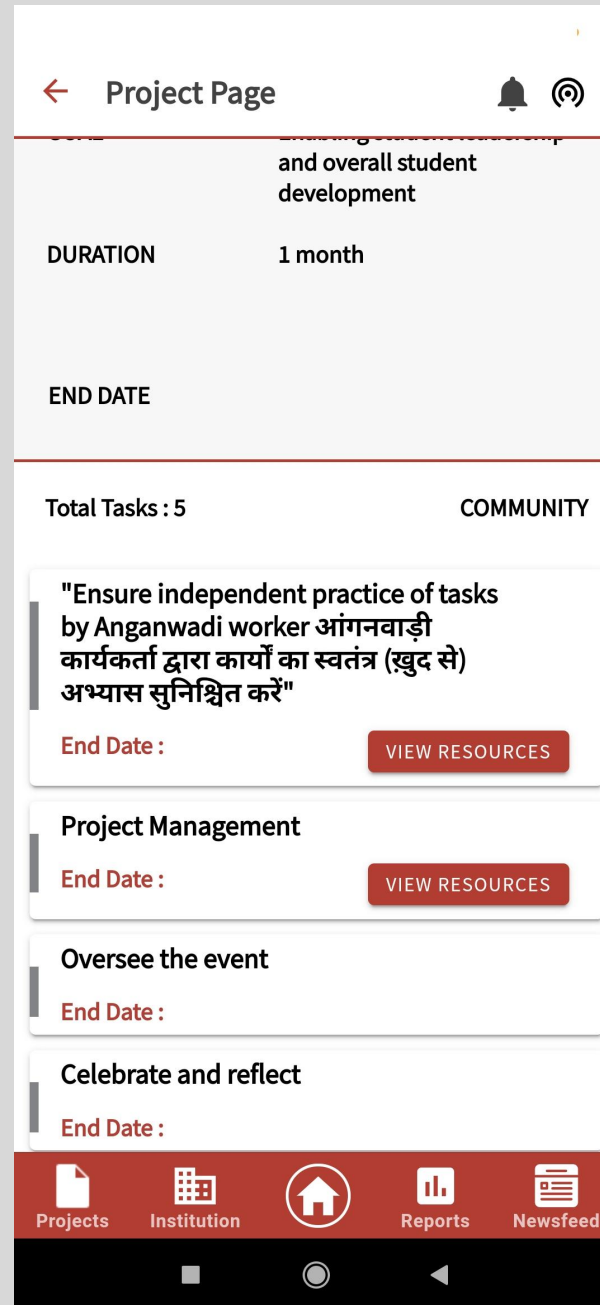 Project Page
and overall student
development
DURATION 1 month
END DATE
Total Tasks : 5 COMMUNITY
"Ensure independent practice of tasks
by Anganwadi worker आंगनवाड़ी
कार्यकर्ता द्वारा कार्यों का स्वतंत्र (ख़ुद से)
अभ्यास सुनिश्चित करें"
End Date : VIEW RESOURCES
Project Management
End Date : VIEW RESOURCES
Oversee the event
End Date :
Celebrate and reflect
End Date :
Projects Institution Reports Newsfeed